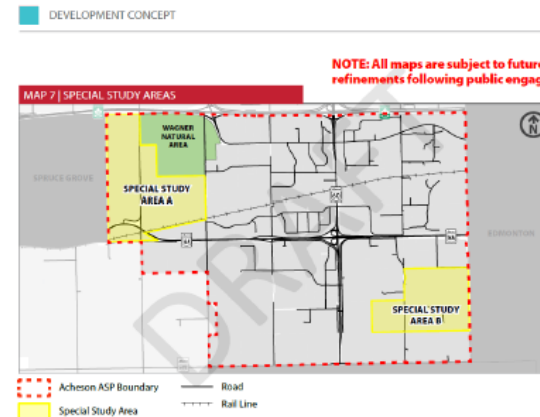 DEVELOPMENT CONCEPT
NOTE: All maps are subject to future
refinements following public engag
MAP 7 | SPECIAL STUDY AREAS
WAGNER
NATURAL
AREA
N
SPRUCE GROVE
SPECIAL STUDY
AREA A
60
EDMONTON
SPECIAL STUDY
AREA B
DRAFT
Acheson ASP Boundary
Road
Special Study Area
Rail Line